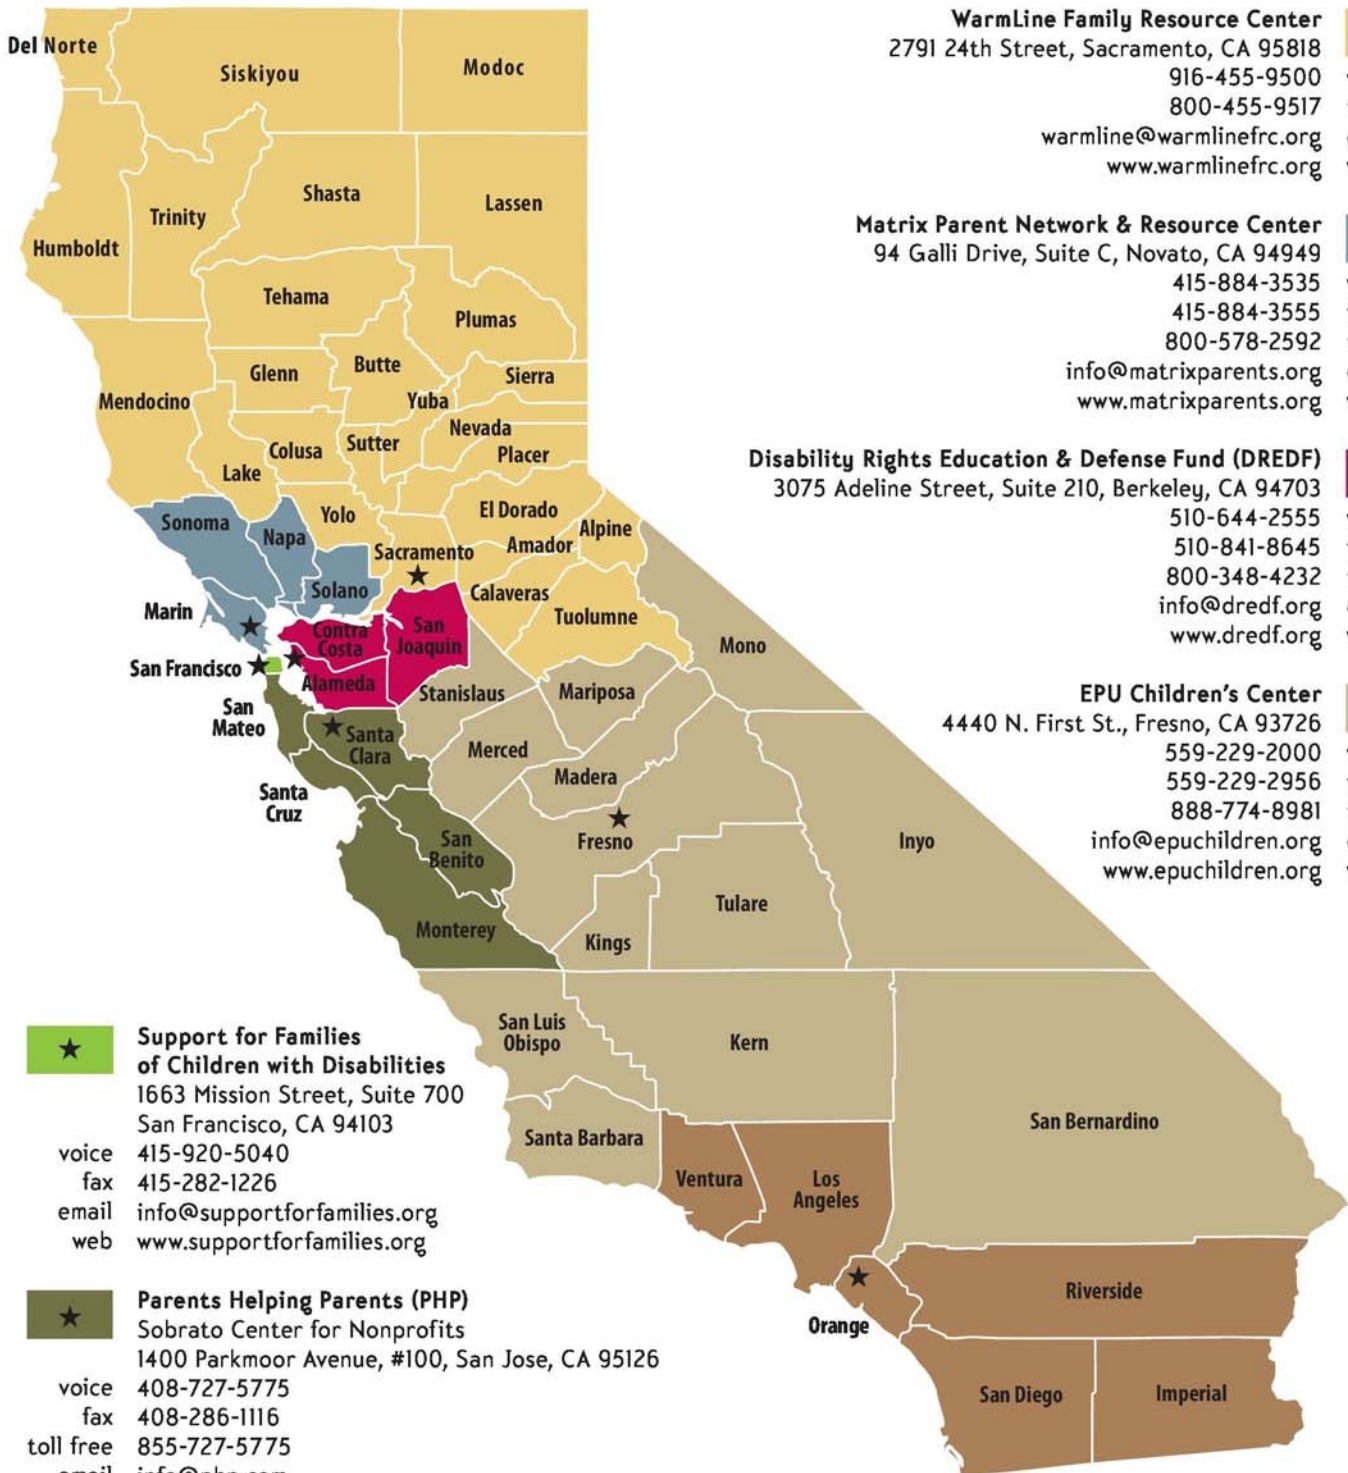 Del Norte
Siskiyou
Modoc
Humboldt
Trinity
Shasta
Lassen
Tehama
Plumas
Mendocino
Glenn
Butte
Sierra
Yuba
Colusa
Sutter
Nevada
Placer
Lake
Sonoma
Napa
Yolo
El Dorado
Alpine
Sacramento
Amador
Solano
Calaveras
Marin
Contra
Costa
San
Joaquin
Tuolumne
Mono
San Francisco
Alameda
Stanislaus
Mariposa
San
Mateo
Santa
Clara
Merced
Madera
Santa
Cruz
San
Benito
Fresno
Inyo
Monterey
Kings
Tulare
San Luis
Obispo
Kern
San Bernardino
Santa Barbara
Ventura
Los
Angeles
Orange
Riverside
San Diego
Imperial
WarmLine Family Resource Center
2791 24th Street, Sacramento, CA 95818
916-455-9500
800-455-9517
warmline@warmlinefrc.org
www.warmlinefrc.org
Matrix Parent Network & Resource Center
94 Galli Drive, Suite C, Novato, CA 94949
415-884-3535
415-884-3555
800-578-2592
info@matrixparents.org
www.matrixparents.org
Disability Rights Education & Defense Fund (DREDF)
3075 Adeline Street, Suite 210, Berkeley, CA 94703
510-644-2555
510-841-8645
800-348-4232
info@dredf.org
www.dredf.org
EPU Children's Center
4440 N. First St., Fresno, CA 93726
559-229-2000
559-229-2956
888-774-8981
info@epuchildren.org
www.epuchildren.org
Support for Families
of Children with Disabilities
1663 Mission Street, Suite 700
San Francisco, CA 94103
voice 415-920-5040
fax 415-282-1226
email info@supportforfamilies.org
web www.supportforfamilies.org
Parents Helping Parents (PHP)
Sobrato Center for Nonprofits
1400 Parkmoor Avenue, #100, San Jose, CA 95126
voice 408-727-5775
fax 408-286-1116
toll free 855-727-5775